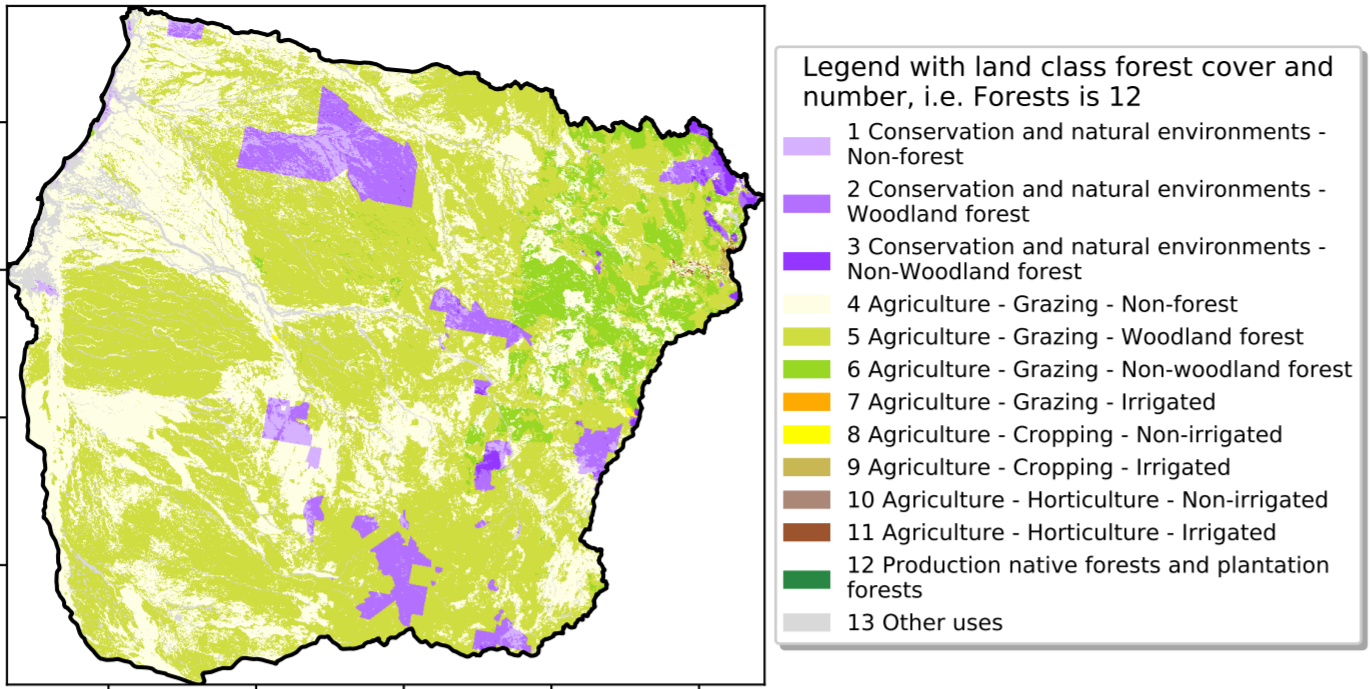 Legend with land class forest cover and
number, i.e. Forests is 12
1 Conservation and natural environments -
Non-forest
2 Conservation and natural environments -
Woodland forest
3 Conservation and natural environments -
Non-Woodland forest
4 Agriculture - Grazing - Non-forest
5 Agriculture - Grazing - Woodland forest
6 Agriculture - Grazing - Non-woodland forest
7 Agriculture - Grazing - Irrigated
8 Agriculture - Cropping - Non-irrigated
9 Agriculture - Cropping - Irrigated
10 Agriculture - Horticulture - Non-irrigated
11 Agriculture - Horticulture - Irrigated
12 Production native forests and plantation
forests
13 Other uses